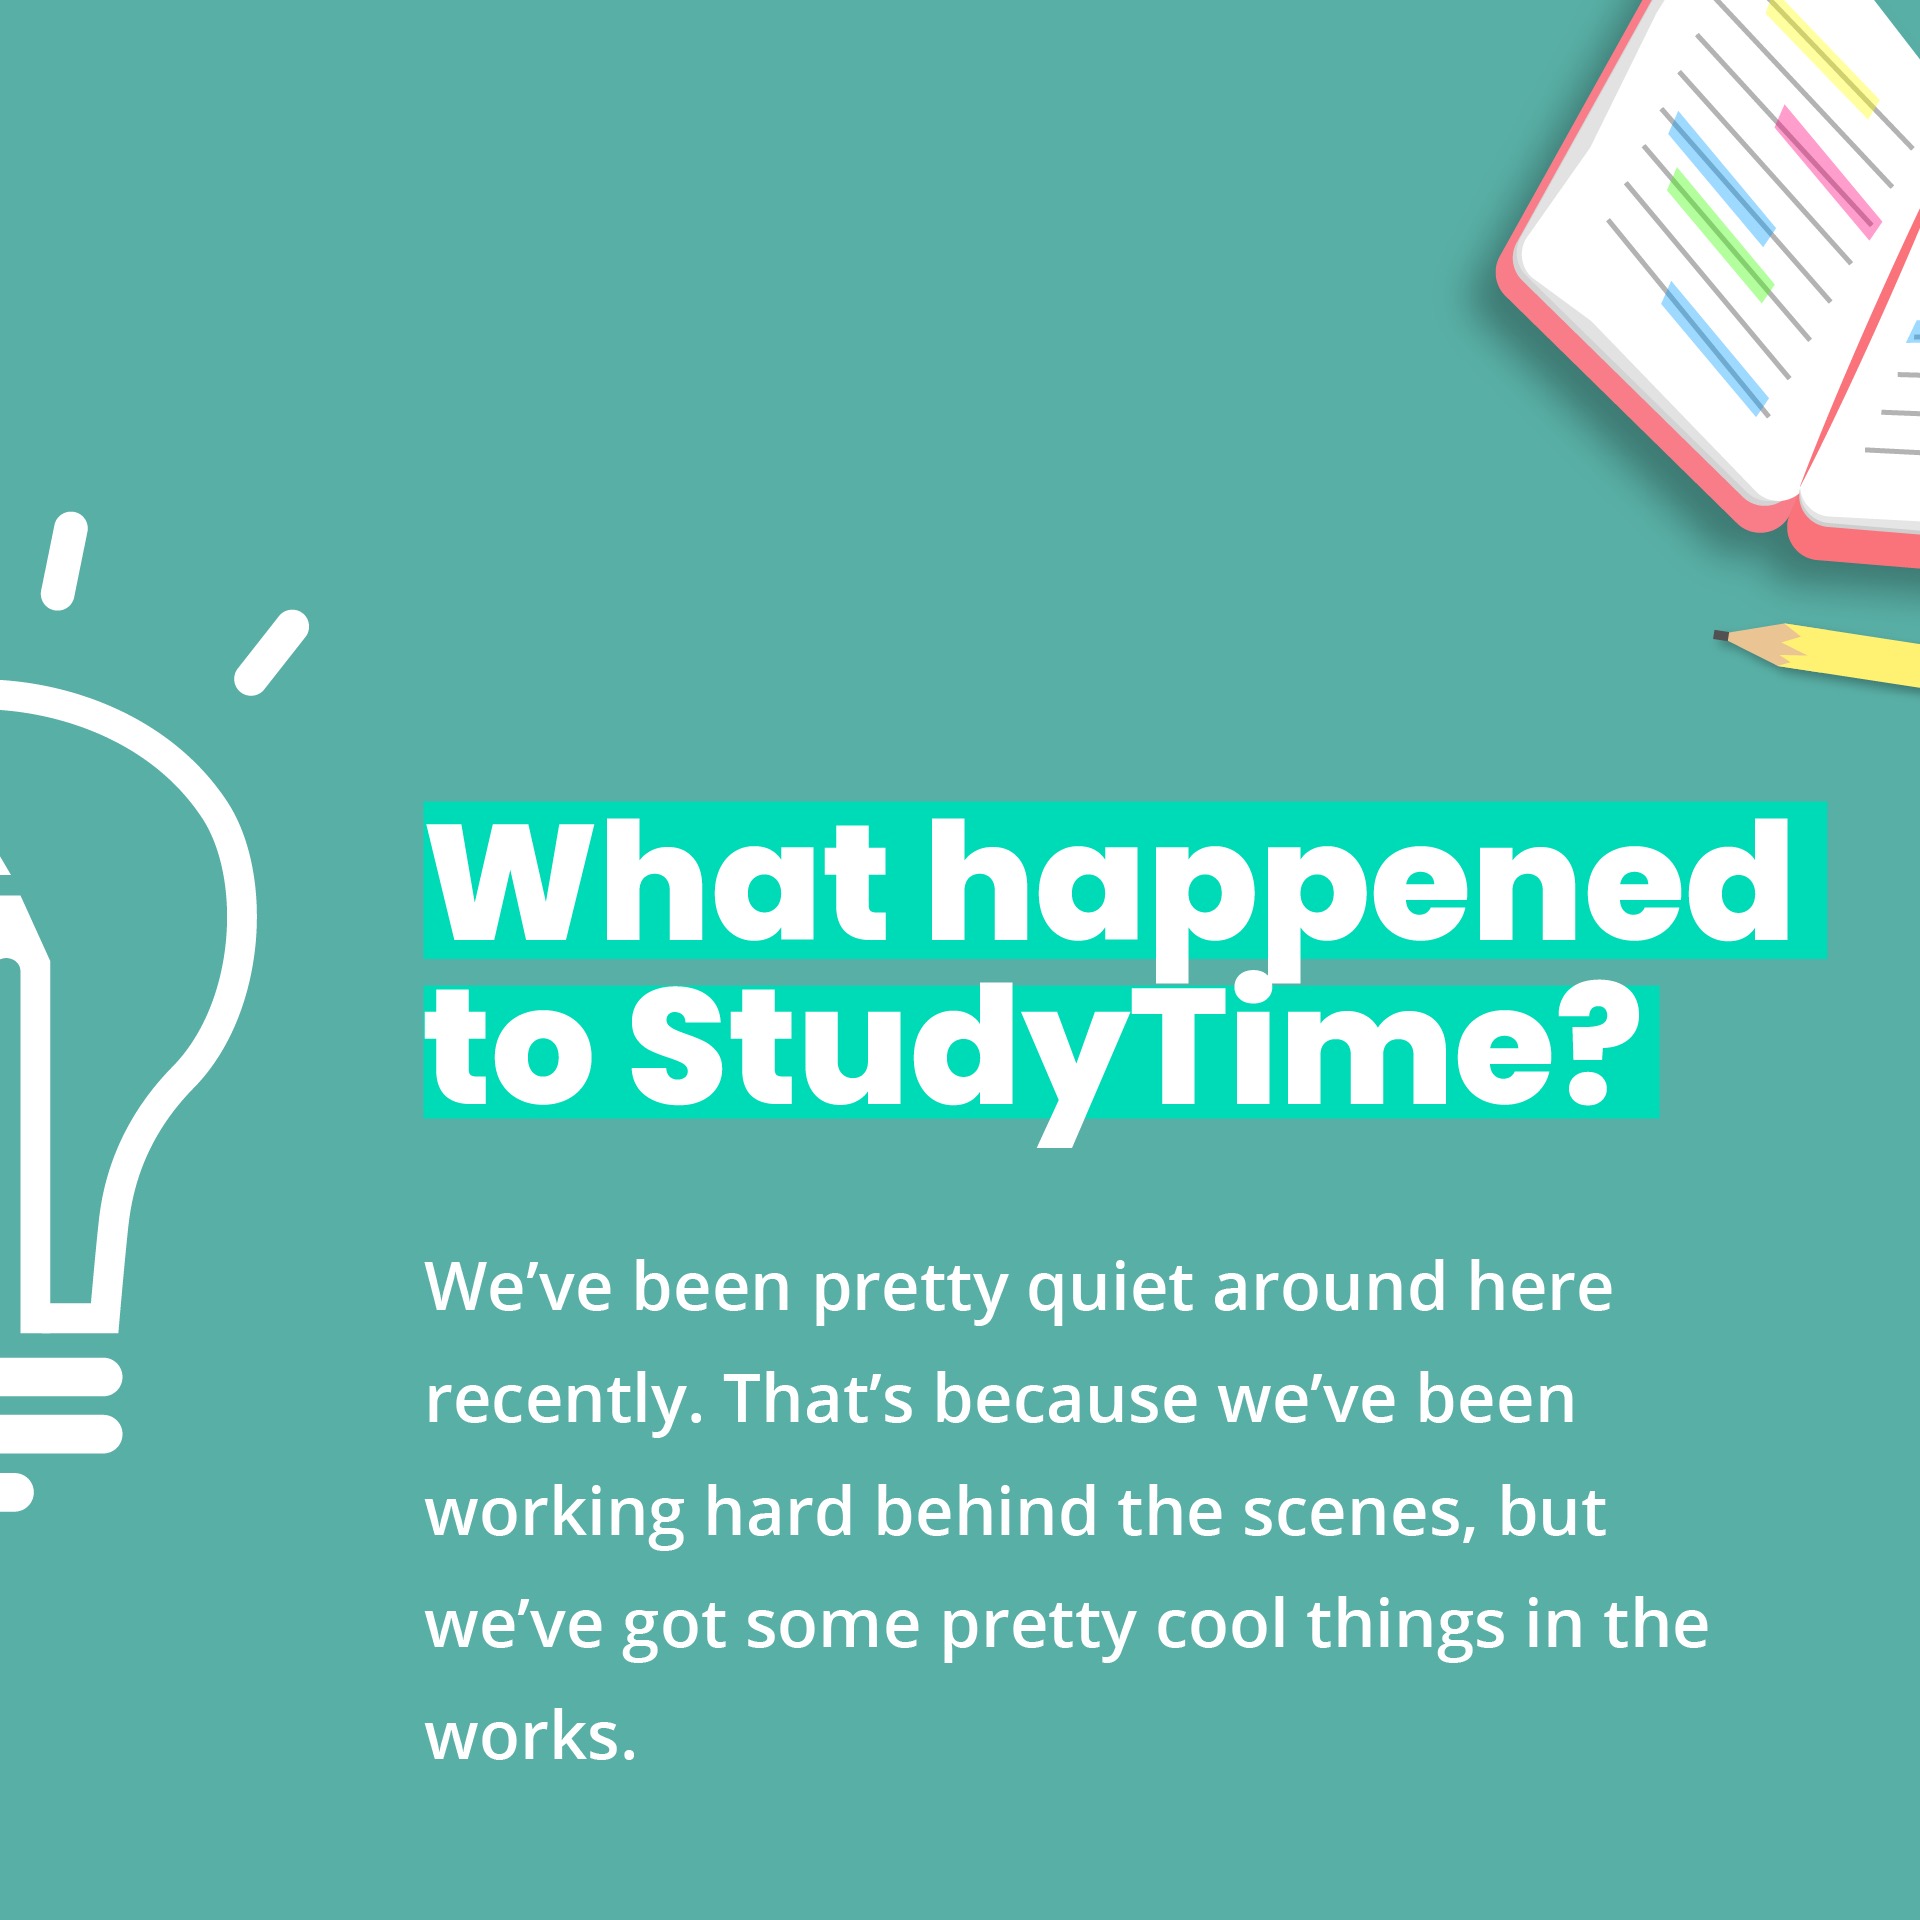 What happened
to StudyTime?
We’ve been pretty quiet around here
recently. That’s because we’ve been
working hard behind the scenes, but
we’ve got some pretty cool things in the
works.